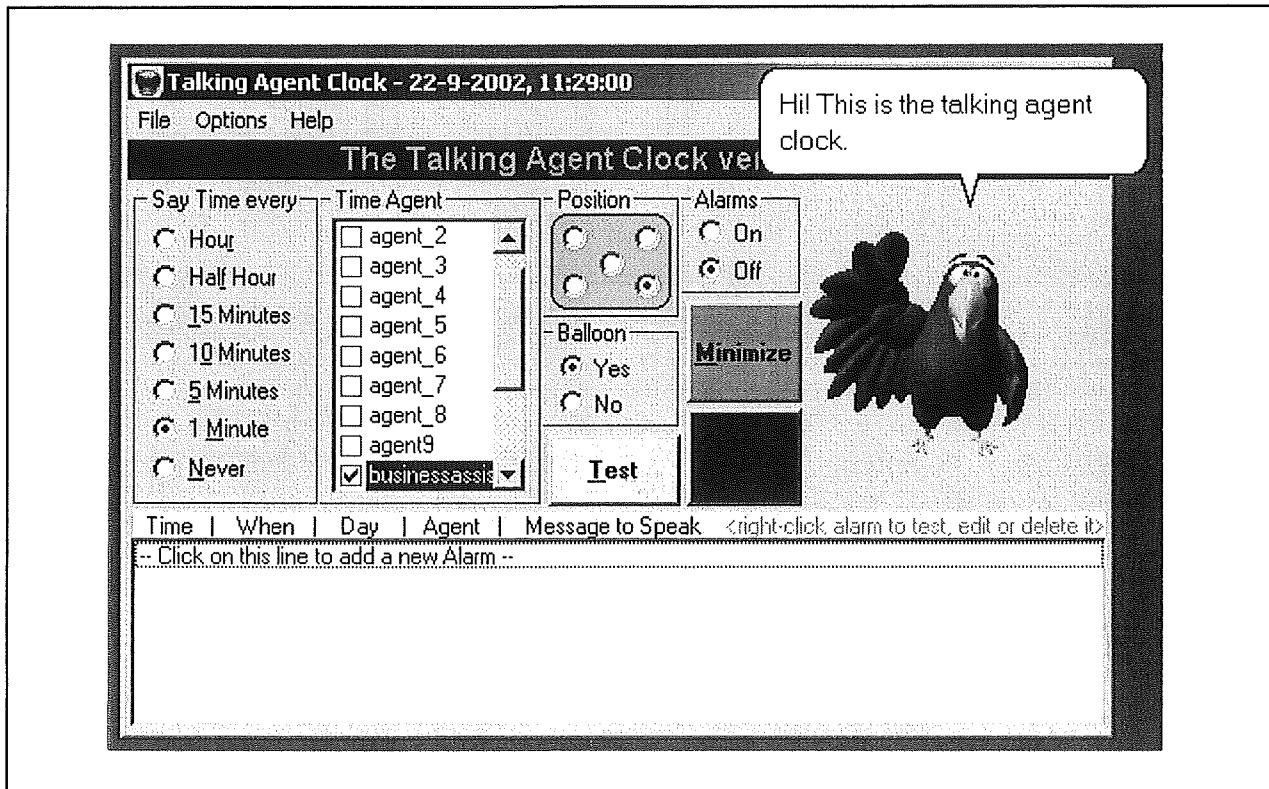 Talking Agent Clock - 22-9-2002, 11:29:00
Hi! This is the talking agent
clock.
File Options Help
The Talking Agent Clock
Say Time every
Hour
Half Hour
15 Minutes
10 Minutes
5 Minutes
1 Minute
Never
Time Agent
agent_2
agent_3
agent_4
agent_5
agent_6
agent_7
agent_8
agent9
businessassis
Position
Balloon
Yes
No
Test
Alarms
On
Off
Minimize
Time | When | Day | Agent | Message to Speak <right-click alarm to test, edit or delete it>
-- Click on this line to add a new Alarm --